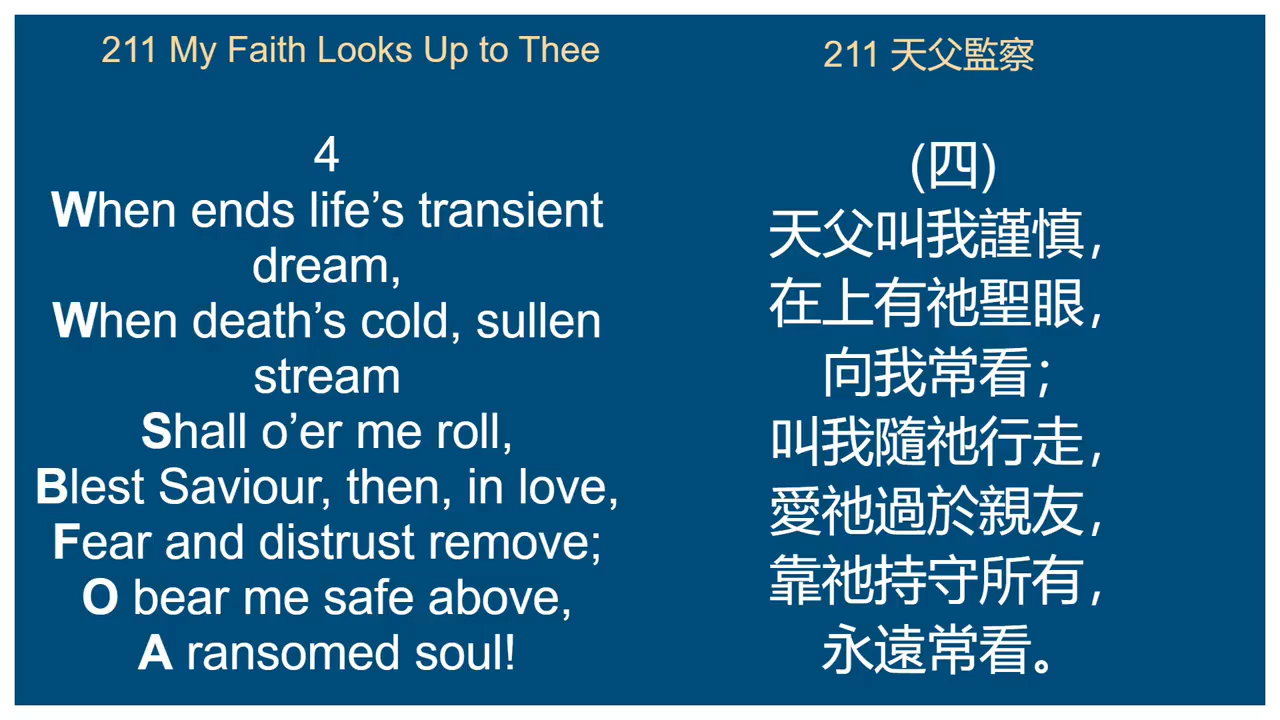 211 My Faith Looks Up to Thee
4
When ends life’s transient
dream,
When death’s cold, sullen
stream
Shall o’er me roll,
Blest Saviour, then, in love,
Fear and distrust remove;
O bear me safe above,
A ransomed soul!
211 天父監察
(四)
天父叫我謹慎，
在上有祂聖眼，
向我常看；
叫我隨祂行走，
愛祂過於親友，
靠祂持守所有，
永遠常看。